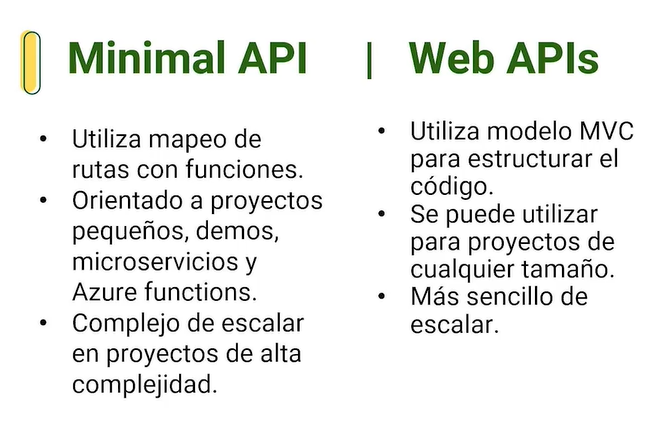 Minimal API | Web APIs
• Utiliza mapeo de
rutas con funciones.
• Orientado a proyectos
pequeños, demos,
microservicios y
Azure functions.
• Complejo de escalar
en proyectos de alta
complejidad.
• Utiliza modelo MVC
para estructurar el
código.
• Se puede utilizar
para proyectos de
cualquier tamaño.
• Más sencillo de
escalar.